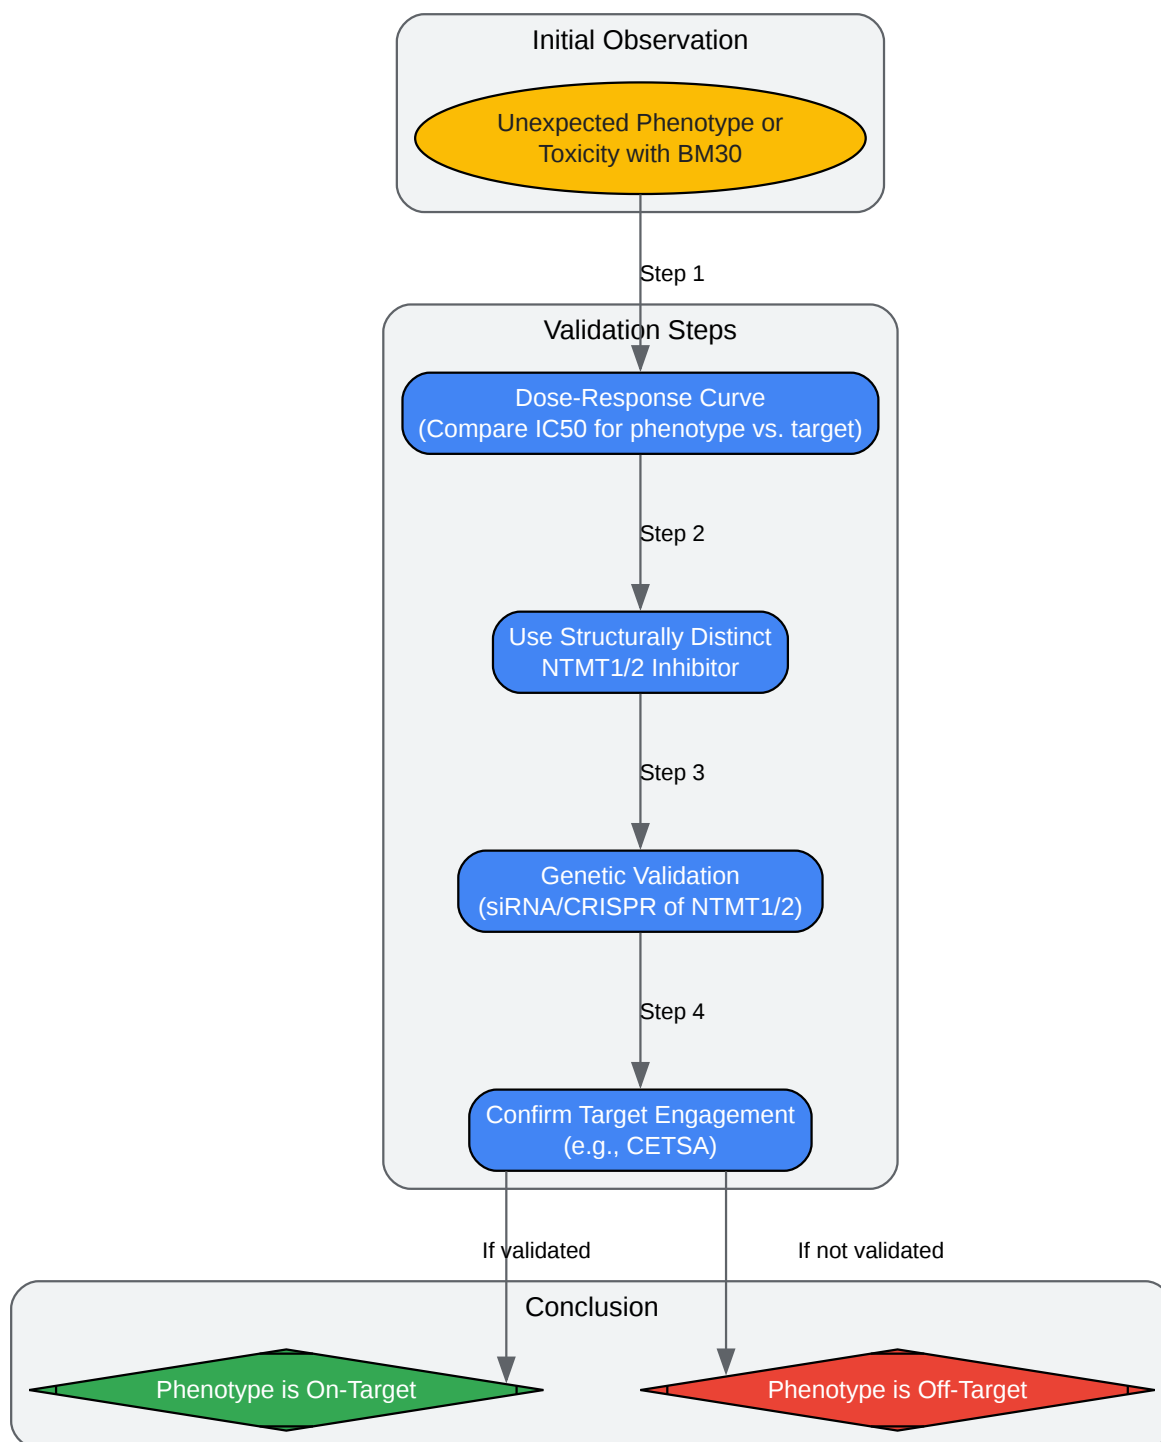 Initial Observation
Unexpected Phenotype or
Toxicity with BM30
Step 1
Validation Steps
Dose-Response Curve
(Compare IC50 for phenotype vs. target)
Step 2
Use Structurally Distinct
NTMT1/2 Inhibitor
Step 3
Genetic Validation
(siRNA/CRISPR of NTMT1/2)
Step 4
Confirm Target Engagement
(e.g., CETSA)
If validated
If not validated
Conclusion
Phenotype is On-Target
Phenotype is Off-Target